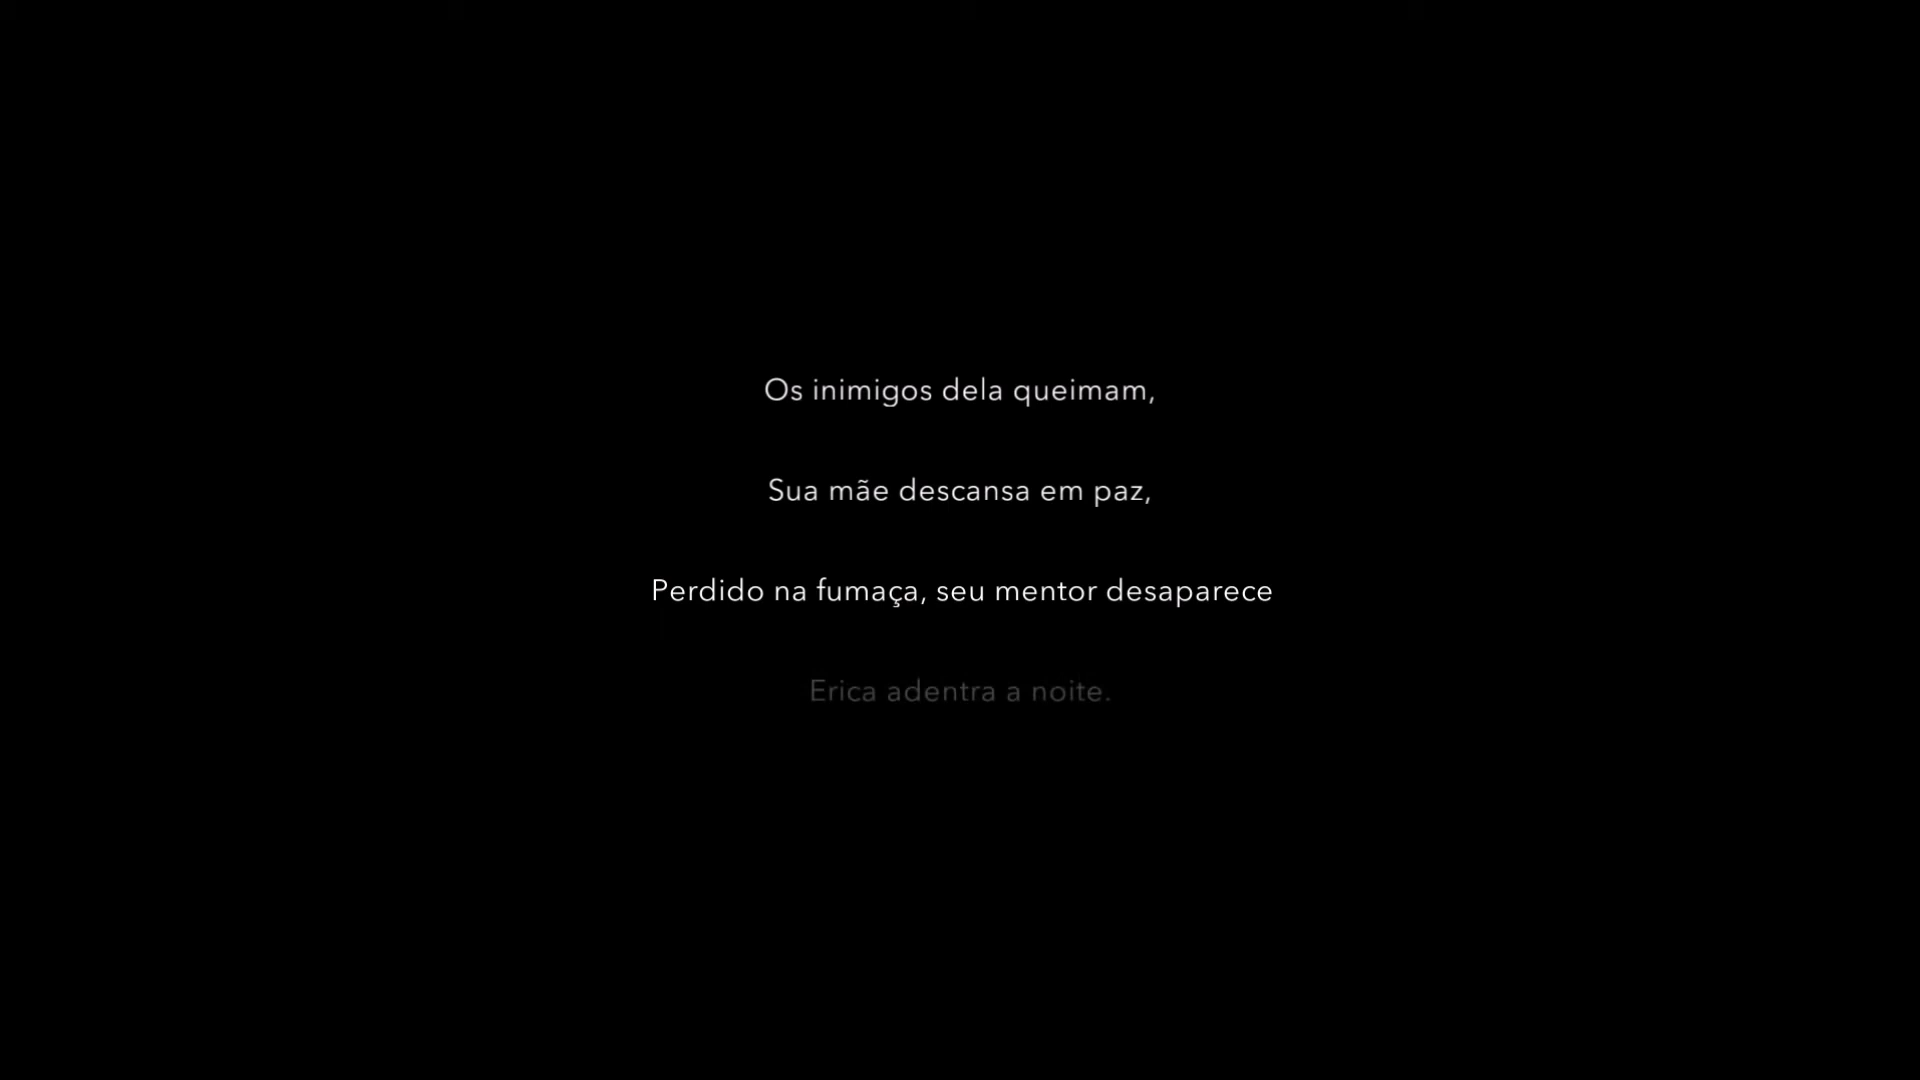 Os inimigos dela queimam,
Sua mãe descansa em paz,
Perdido na fumaça, seu mentor desaparece
Erica adentra a noite.